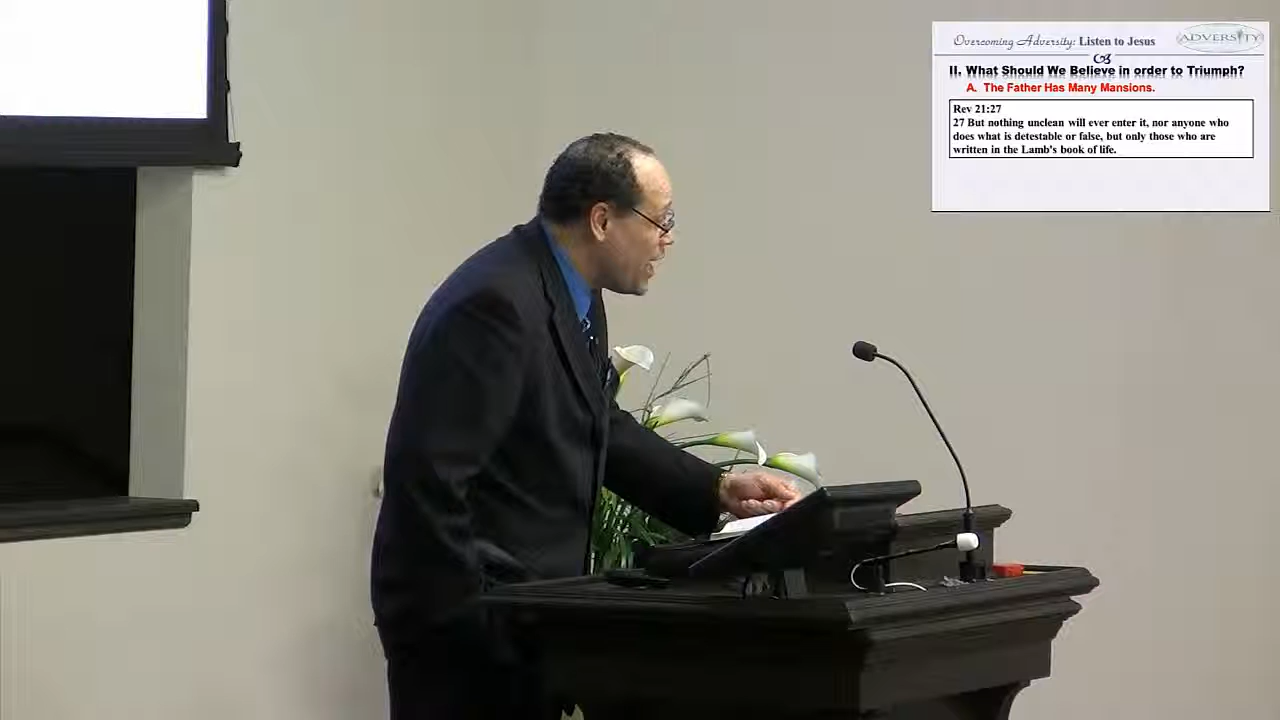 Overcoming Adversity: Listen to Jesus
ADVERSITY
II. What Should We Believe in order to Triumph?
A. The Father Has Many Mansions.
Rev 21:27
27 But nothing unclean will ever enter it, nor anyone who
does what is detestable or false, but only those who are
written in the Lamb's book of life.